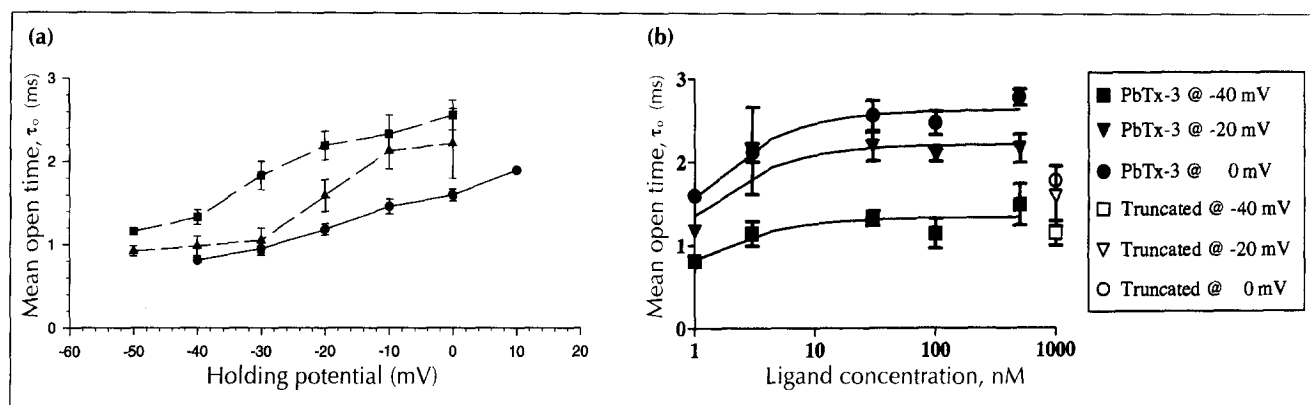 (a)
Mean open time, τₒ (ms)
3
2
1
0
-60 -50 -40 -30 -20 -10 0 10 20
Holding potential (mV)
(b)
Mean open time, τₒ (ms)
3
2
1
0
1 10 100 1000
Ligand concentration, nM
PbTx-3 @ -40 mV
PbTx-3 @ -20 mV
PbTx-3 @ 0 mV
Truncated @ -40 mV
Truncated @ -20 mV
Truncated @ 0 mV